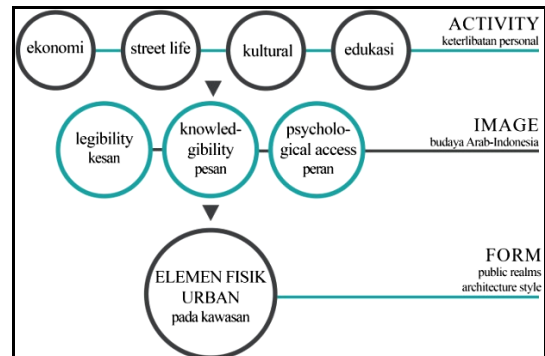 ekonomi
street life
kultural
edukasi
ACTIVITY
keterlibatan personal
legibility
kesan
knowled-
gibility
pesan
psycholo-
gical access
peran
IMAGE
budaya Arab-Indonesia
ELEMEN FISIK
URBAN
pada kawasan
FORM
public realms
architecture style